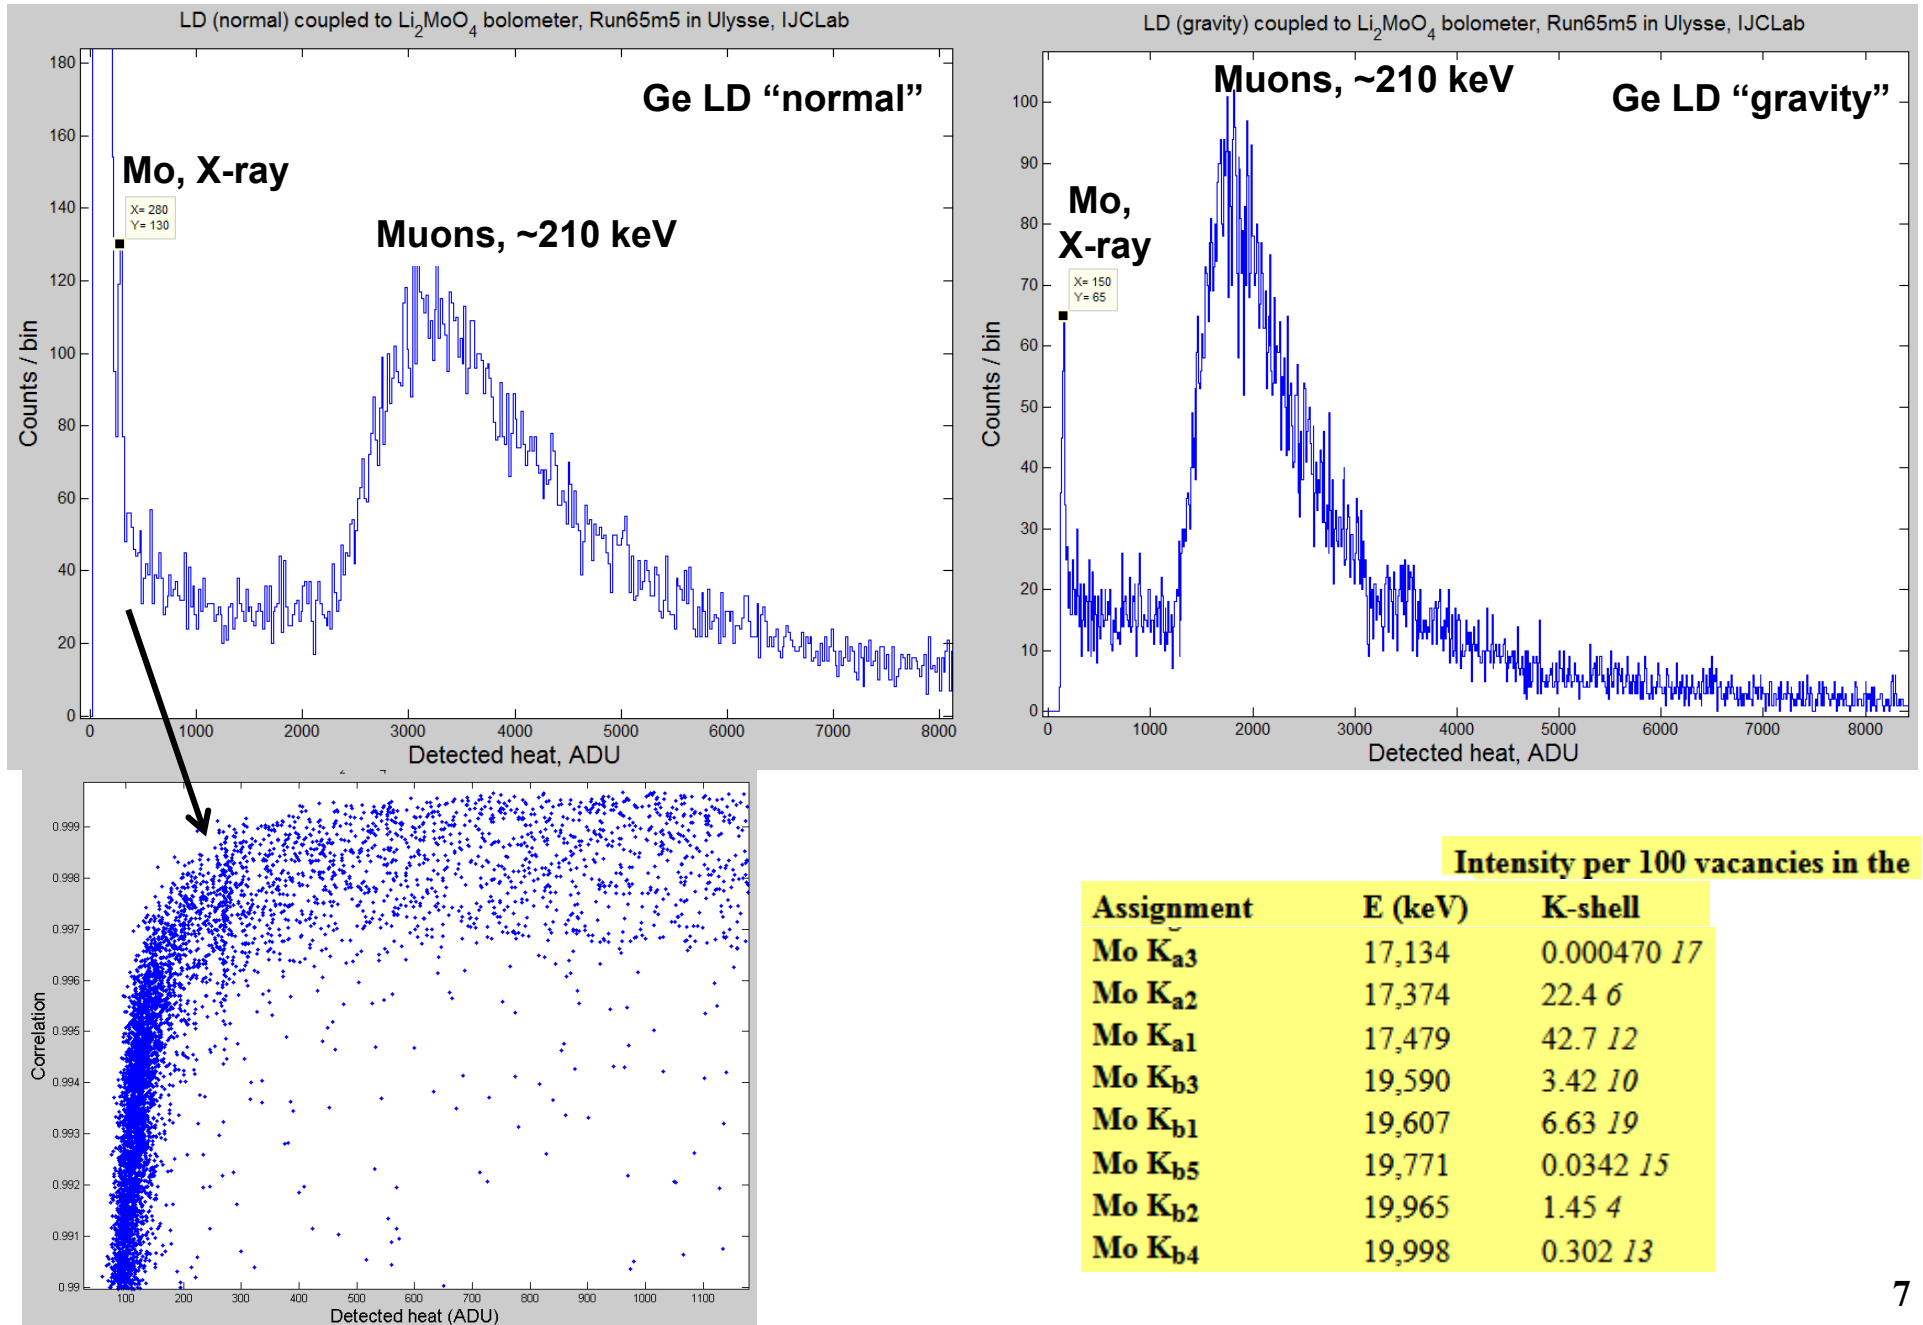 LD (normal) coupled to Li2MoO4 bolometer, Run65m5 in Ulysse, IJCLab
Ge LD “normal”
Mo, X-ray
X= 280
Y= 130
Muons, ~210 keV
Counts / bin
180
160
140
120
100
80
60
40
20
0
0 1000 2000 3000 4000 5000 6000 7000 8000
Detected heat, ADU
LD (gravity) coupled to Li2MoO4 bolometer, Run65m5 in Ulysse, IJCLab
Muons, ~210 keV
Ge LD “gravity”
Mo,
X-ray
X= 150
Y= 65
Counts / bin
100
90
80
70
60
50
40
30
20
10
0
0 1000 2000 3000 4000 5000 6000 7000 8000
Detected heat, ADU
2 4
Correlation
0.999
0.998
0.997
0.996
0.995
0.994
0.993
0.992
0.991
0.99
100 200 300 400 500 600 700 800 900 1000 1100
Detected heat (ADU)
Intensity per 100 vacancies in the
Assignment E (keV) K-shell
Mo Ka3 17,134 0.000470 17
Mo Ka2 17,374 22.4 6
Mo Ka1 17,479 42.7 12
Mo Kb3 19,590 3.42 10
Mo Kb1 19,607 6.63 19
Mo Kb5 19,771 0.0342 15
Mo Kb2 19,965 1.45 4
Mo Kb4 19,998 0.302 13
7